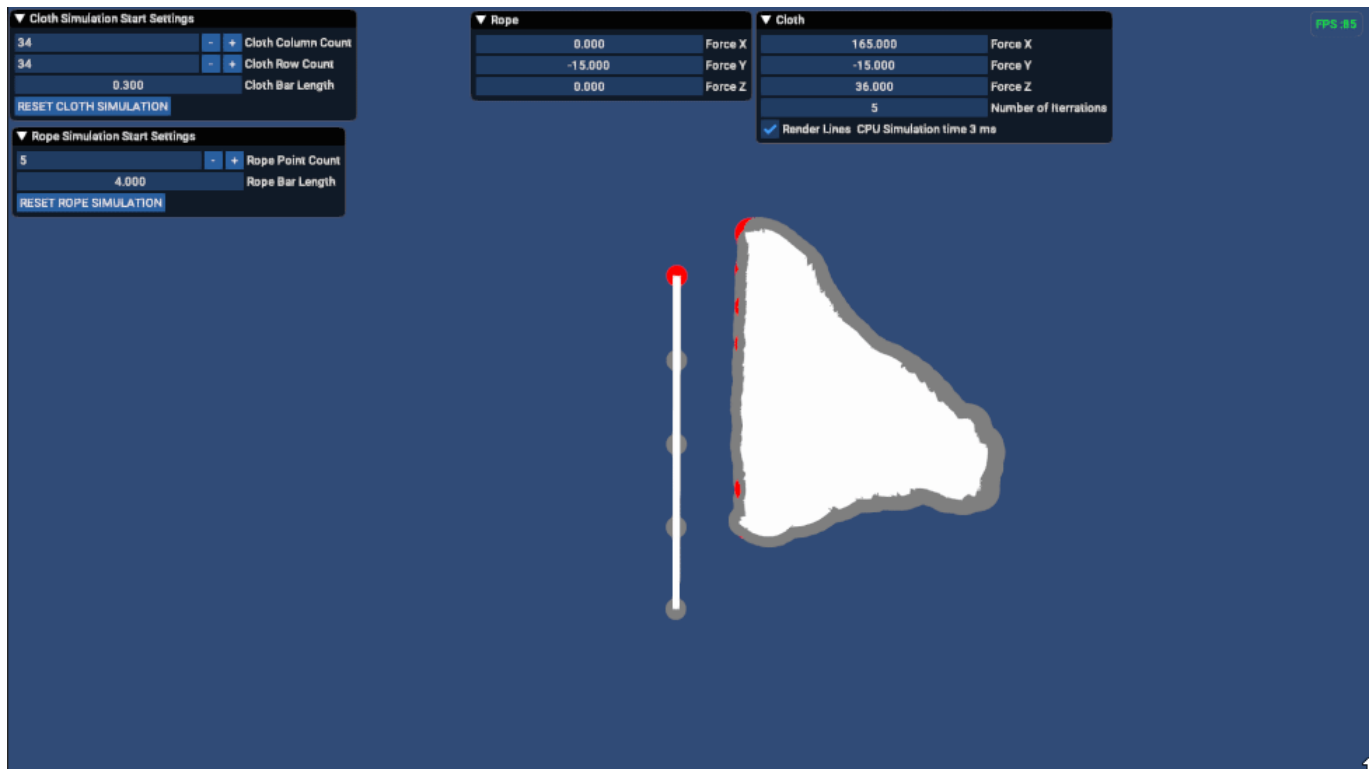 ▼ Cloth Simulation Start Settings
34 - + Cloth Column Count
34 - + Cloth Row Count
0.300 Cloth Bar Length
RESET CLOTH SIMULATION
▼ Rope Simulation Start Settings
5 - + Rope Point Count
4.000 Rope Bar Length
RESET ROPE SIMULATION
▼ Rope
0.000 Force X
-15.000 Force Y
0.000 Force Z
▼ Cloth
165.000 Force X
-15.000 Force Y
36.000 Force Z
5 Number of Iterrations
Render Lines CPU Simulation time 3 ms
FPS :85